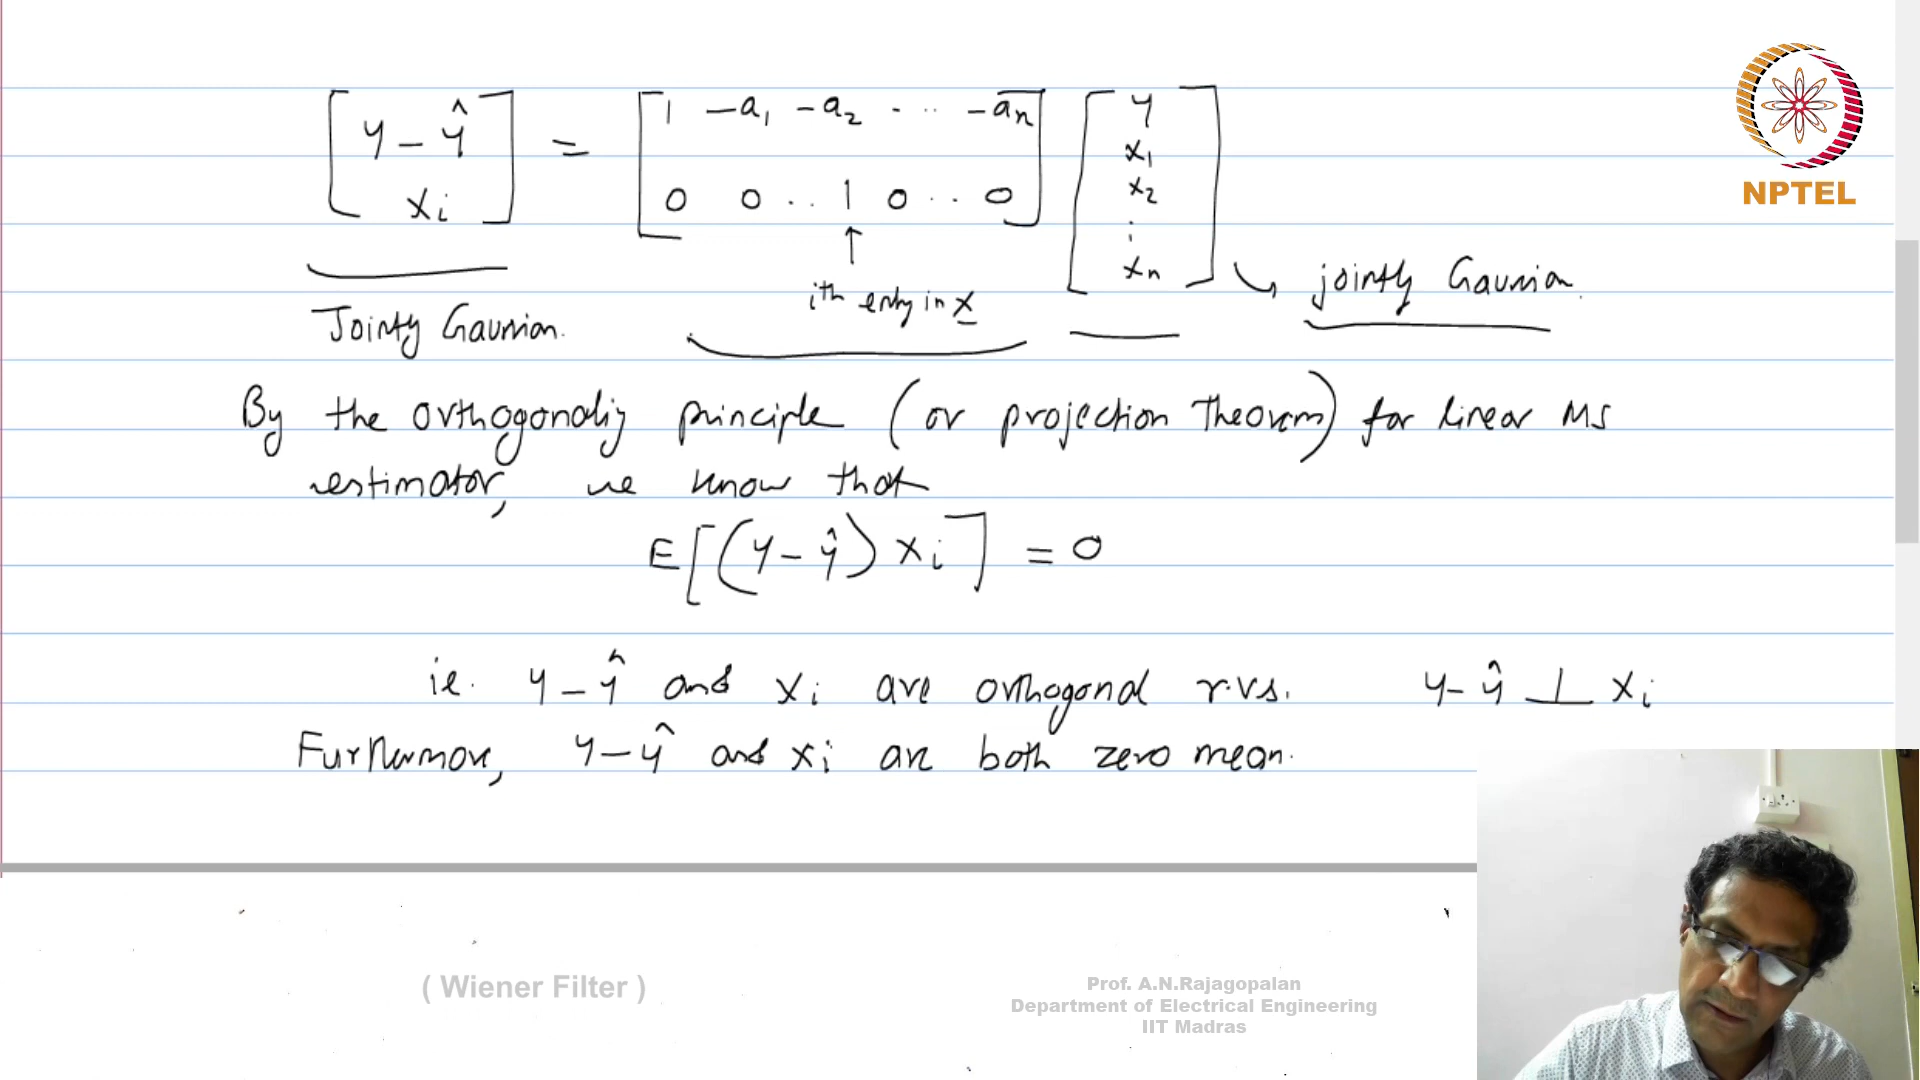 [ y - ŷ ; xᵢ ] = [ 1 -a₁ -a₂ - ·· -aₙ ; 0 0 ·· 1 0 ·· 0 ] [ y ; x₁ ; x₂ ; ⋮ ; xₙ ]
↑
iᵗʰ entry in x
jointly Gaussian.
Jointly Gaussian.
By the orthogonality principle (or projection Theorem) for linear MS
estimator, we know that
E[(y - ŷ) xᵢ] = 0
ie. y - ŷ and xᵢ are orthogonal r.vs. y - ŷ ⊥ xᵢ
Furthermore, y - ŷ and xᵢ are both zero mean.
NPTEL
( Wiener Filter )
Prof. A.N.Rajagopalan
Department of Electrical Engineering
IIT Madras